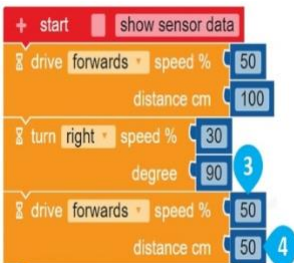 + start show sensor data
drive forwards speed % 50
distance cm 100
turn right speed % 30
degree 90
3
drive forwards speed % 50
distance cm 50
4